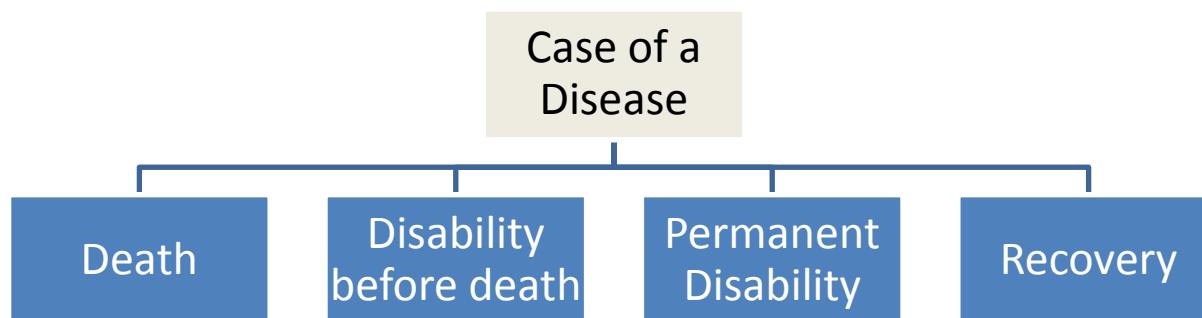 Case of a
Disease
Death
Disability
before death
Permanent
Disability
Recovery